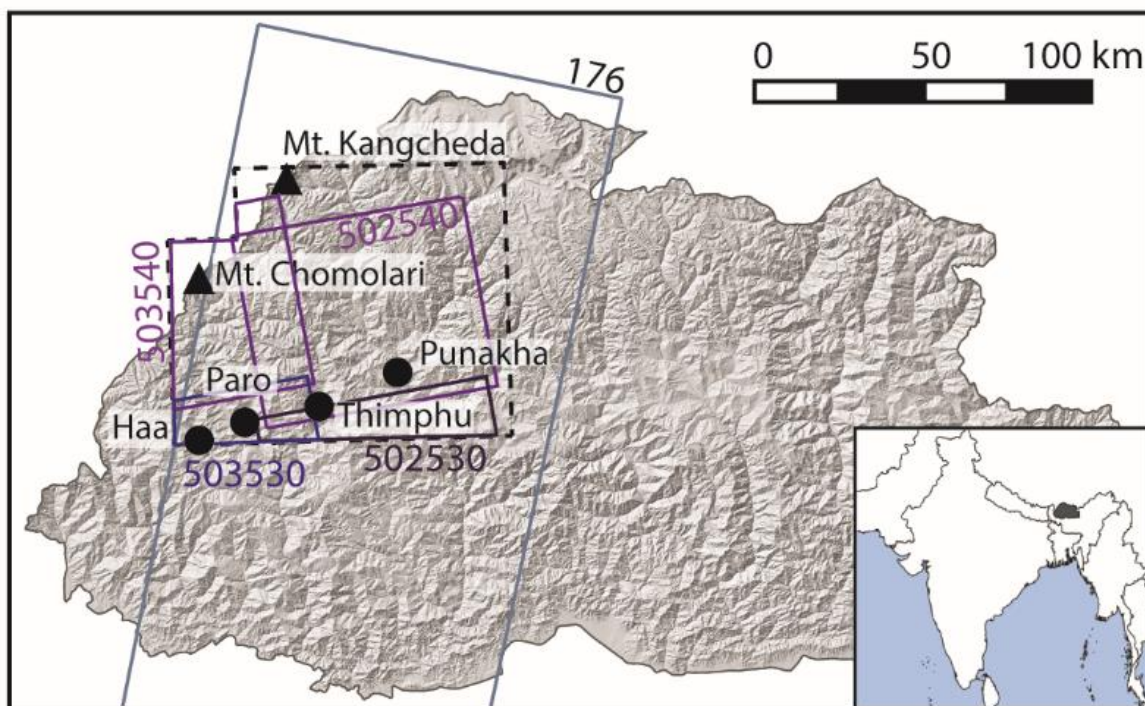 0 50 100 km
176
Mt. Kangcheda
502540
503540
Mt. Chomolari
Punakha
Paro
Haa
Thimphu
503530
502530